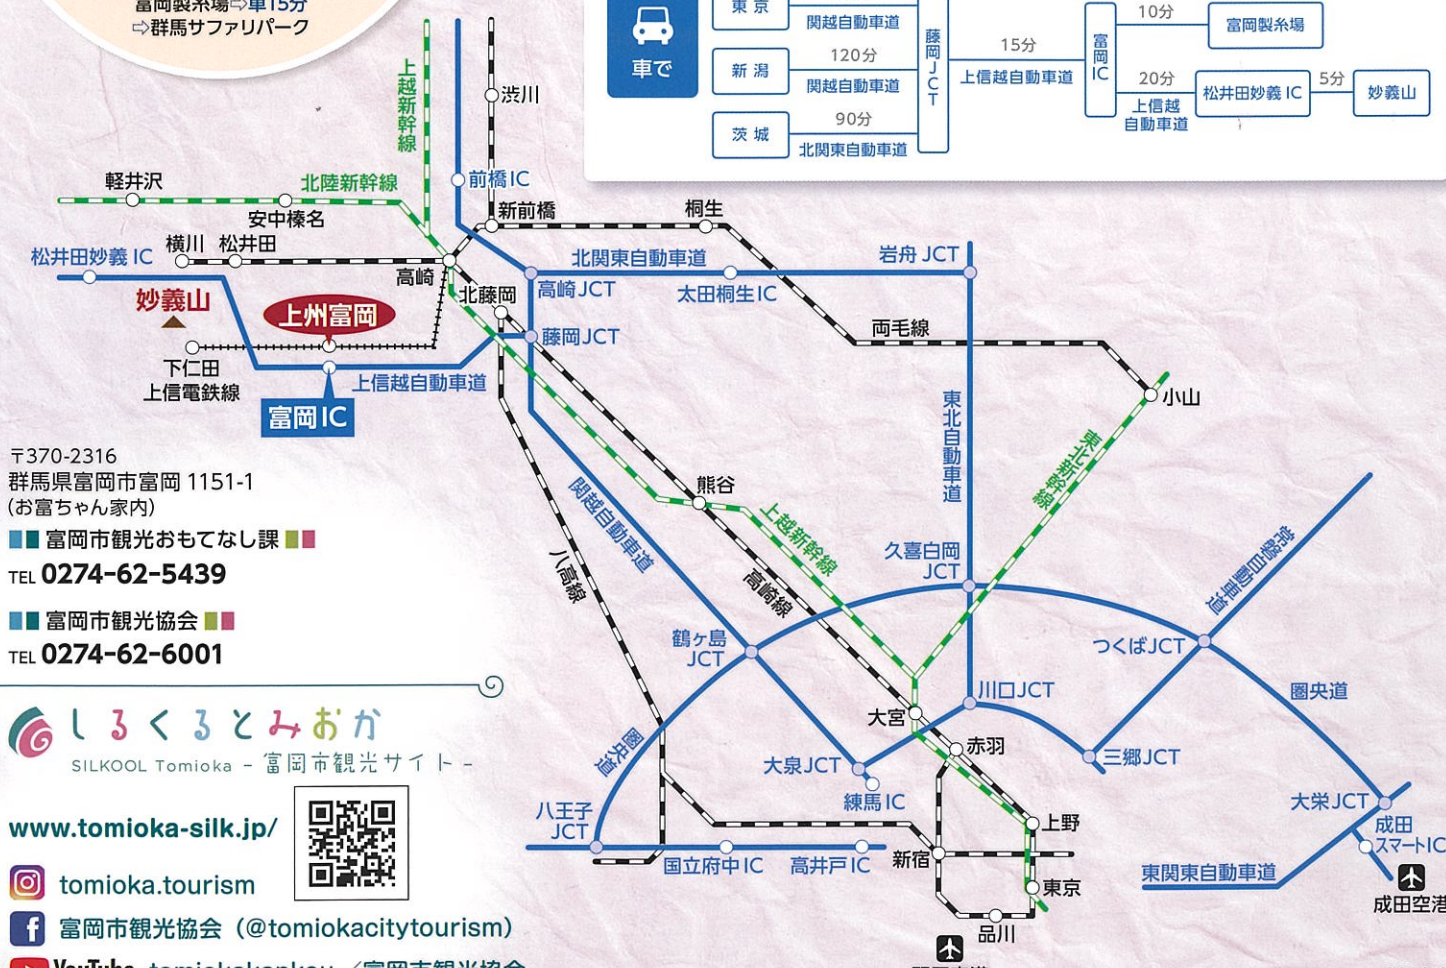 富岡製糸場⇨車15分
⇨群馬サファリパーク
車で
東京
関越自動車道
新潟
120分
関越自動車道
茨城
90分
北関東自動車道
藤岡JCT
15分
上信越自動車道
富岡IC
10分
富岡製糸場
20分
上信越
自動車道
松井田妙義IC
5分
妙義山
上越新幹線
渋川
前橋IC
軽井沢
北陸新幹線
安中榛名
新前橋
桐生
横川
松井田
松井田妙義IC
高崎
北関東自動車道
岩舟JCT
妙義山
上州富岡
北藤岡
高崎JCT
太田桐生IC
藤岡JCT
両毛線
下仁田
上信電鉄線
上信越自動車道
富岡IC
小山
東北自動車道
東北新幹線
〒370-2316
群馬県富岡市富岡1151-1
(お富ちゃん家内)
富岡市観光おもてなし課
TEL 0274-62-5439
富岡市観光協会
TEL 0274-62-6001
熊谷
関越自動車道
上越新幹線
八高線
高崎線
久喜白岡
JCT
常磐自動車道
鶴ヶ島
JCT
つくばJCT
圏央道
川口JCT
大宮
赤羽
三郷JCT
圏央道
大泉JCT
練馬IC
大栄JCT
成田
スマートIC
八王子
JCT
国立府中IC
高井戸IC
新宿
上野
東京
東関東自動車道
成田空港
品川
しるくるとみおか
SILKOOL Tomioka - 富岡市観光サイト -
www.tomioka-silk.jp/
tomioka.tourism
富岡市観光協会（@tomiokacitytourism）